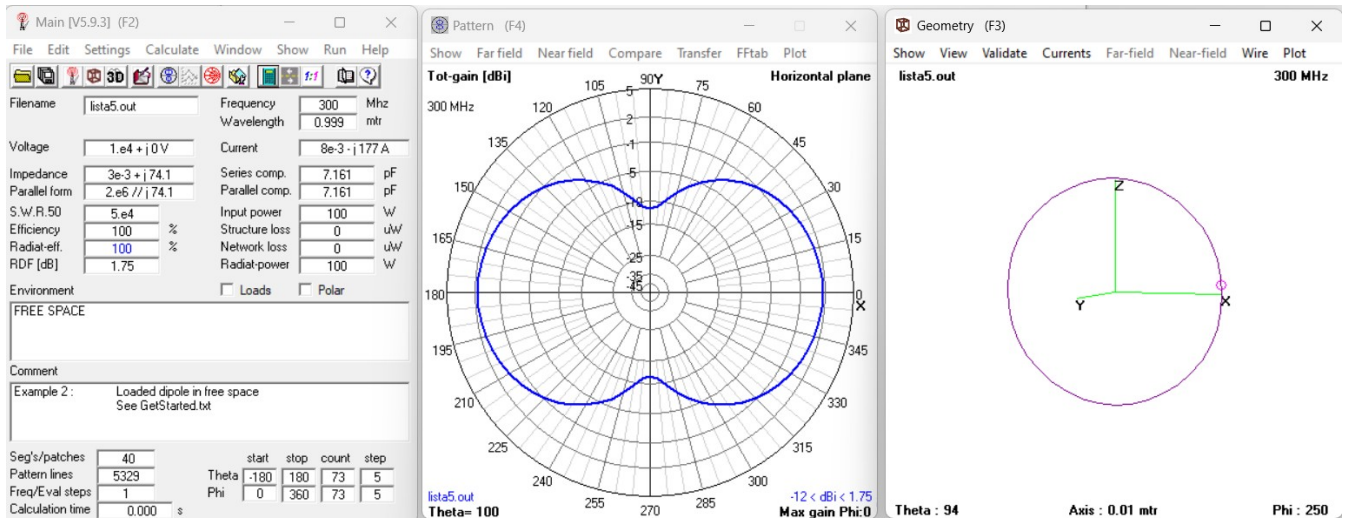 Main [V5.9.3] (F2)
File Edit Settings Calculate Window Show Run Help
3D 1:1
Filename lista5.out Frequency 300 Mhz
Wavelength 0.999 mtr
Voltage 1.e4 + j 0 V Current 8e-3 - j 177 A
Impedance 3e-3 + j 74.1 Series comp. 7.161 pF
Parallel form 2.e6 // j 74.1 Parallel comp. 7.161 pF
S.W.R.50 5.e4 Input power 100 W
Efficiency 100 % Structure loss 0 uW
Radiat-eff. 100 % Network loss 0 uW
RDF [dB] 1.75 Radiat-power 100 W
Environment Loads Polar
FREE SPACE
Comment
Example 2 : Loaded dipole in free space
See GetStarted.txt
Seg's/patches 40 start stop count step
Pattern lines 5329 Theta -180 180 73 5
Freq/Eval steps 1 Phi 0 360 73 5
Calculation time 0.000 s
Pattern (F4)
Show Far field Near field Compare Transfer FFtab Plot
Tot-gain [dBi] 105 90Y 75 Horizontal plane
300 MHz 120 5 60
2
135 -1 45
-5
150 -10 30
-15
165 15
-25
-35
-45
180 0
X
195 345
210 330
225 315
240 300
lista5.out 255 270 285 -12 < dBi < 1.75
Theta= 100 Max gain Phi:0
Geometry (F3)
Show View Validate Currents Far-field Near-field Wire Plot
lista5.out 300 MHz
Z
Y X
Theta : 94 Axis : 0.01 mtr Phi : 250